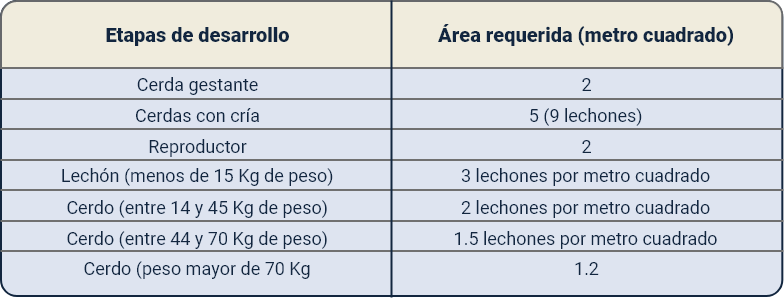 Etapas de desarrollo Área requerida (metro cuadrado)
Cerda gestante 2
Cerdas con cría 5 (9 lechones)
Reproductor 2
Lechón (menos de 15 Kg de peso) 3 lechones por metro cuadrado
Cerdo (entre 14 y 45 Kg de peso) 2 lechones por metro cuadrado
Cerdo (entre 44 y 70 Kg de peso) 1.5 lechones por metro cuadrado
Cerdo (peso mayor de 70 Kg 1.2